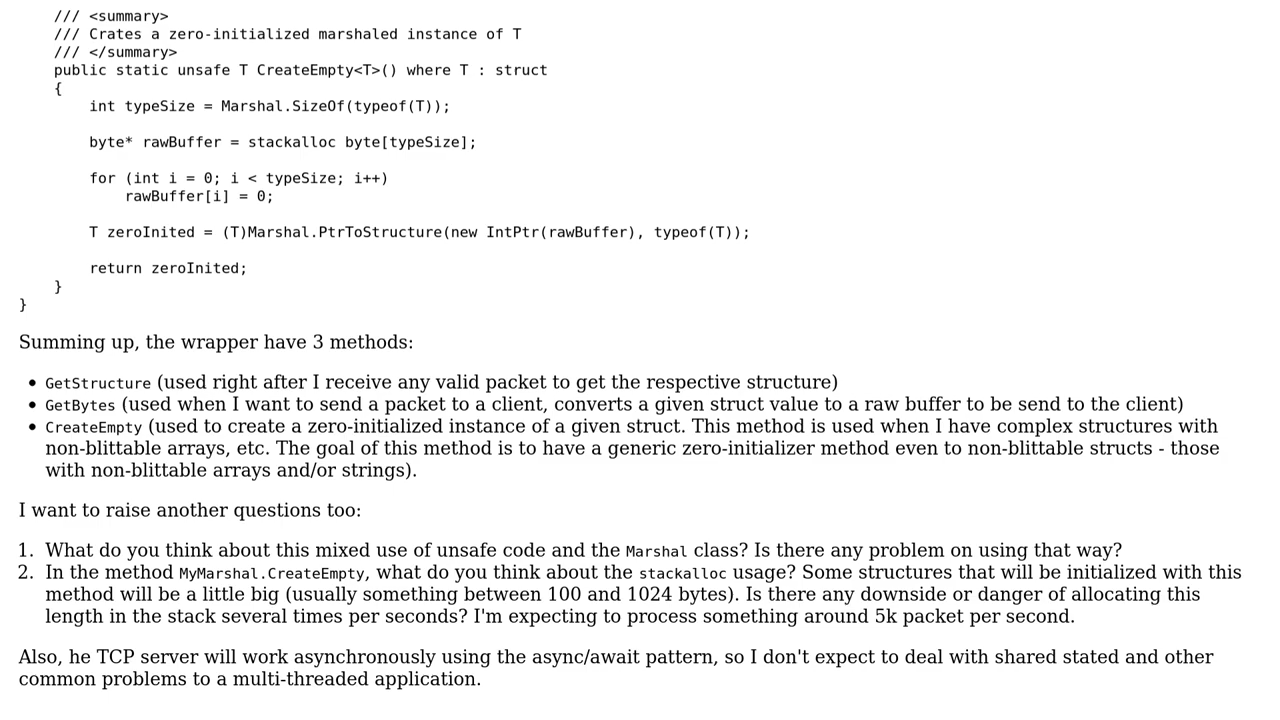 /// <summary>
/// Crates a zero-initialized marshaled instance of T
/// </summary>
public static unsafe T CreateEmpty<T>() where T : struct
{
int typeSize = Marshal.SizeOf(typeof(T));
byte* rawBuffer = stackalloc byte[typeSize];
for (int i = 0; i < typeSize; i++)
rawBuffer[i] = 0;
T zeroInited = (T)Marshal.PtrToStructure(new IntPtr(rawBuffer), typeof(T));
return zeroInited;
}
}
Summing up, the wrapper have 3 methods:
• GetStructure (used right after I receive any valid packet to get the respective structure)
• GetBytes (used when I want to send a packet to a client, converts a given struct value to a raw buffer to be send to the client)
• CreateEmpty (used to create a zero-initialized instance of a given struct. This method is used when I have complex structures with
non-blittable arrays, etc. The goal of this method is to have a generic zero-initializer method even to non-blittable structs - those
with non-blittable arrays and/or strings).
I want to raise another questions too:
1. What do you think about this mixed use of unsafe code and the Marshal class? Is there any problem on using that way?
2. In the method MyMarshal.CreateEmpty, what do you think about the stackalloc usage? Some structures that will be initialized with this
method will be a little big (usually something between 100 and 1024 bytes). Is there any downside or danger of allocating this
length in the stack several times per seconds? I'm expecting to process something around 5k packet per second.
Also, he TCP server will work asynchronously using the async/await pattern, so I don't expect to deal with shared stated and other
common problems to a multi-threaded application.